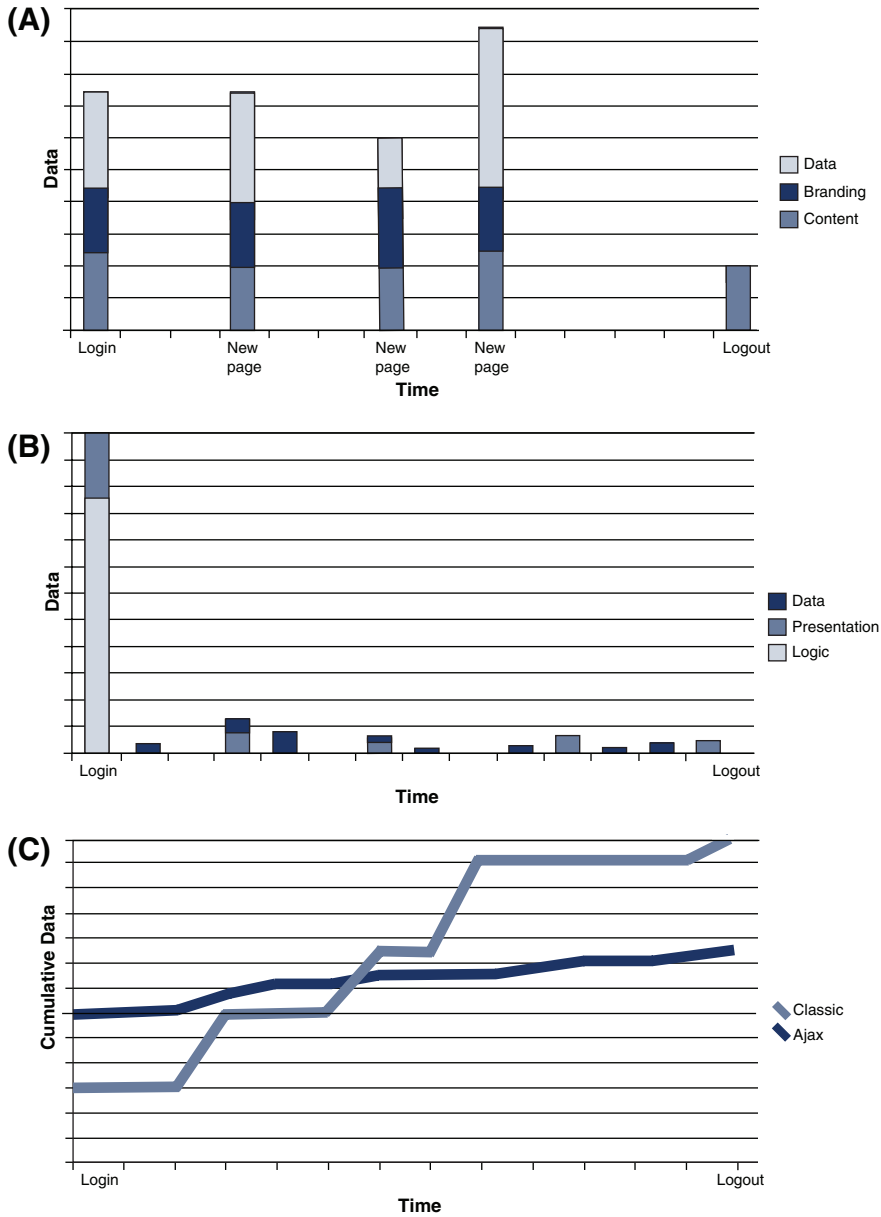 (A)
Data
Data
Branding
Content
Login
New
page
New
page
New
page
Logout
Time
(B)
Data
Data
Presentation
Logic
Login
Logout
Time
(C)
Cumulative Data
Classic
Ajax
Login
Logout
Time